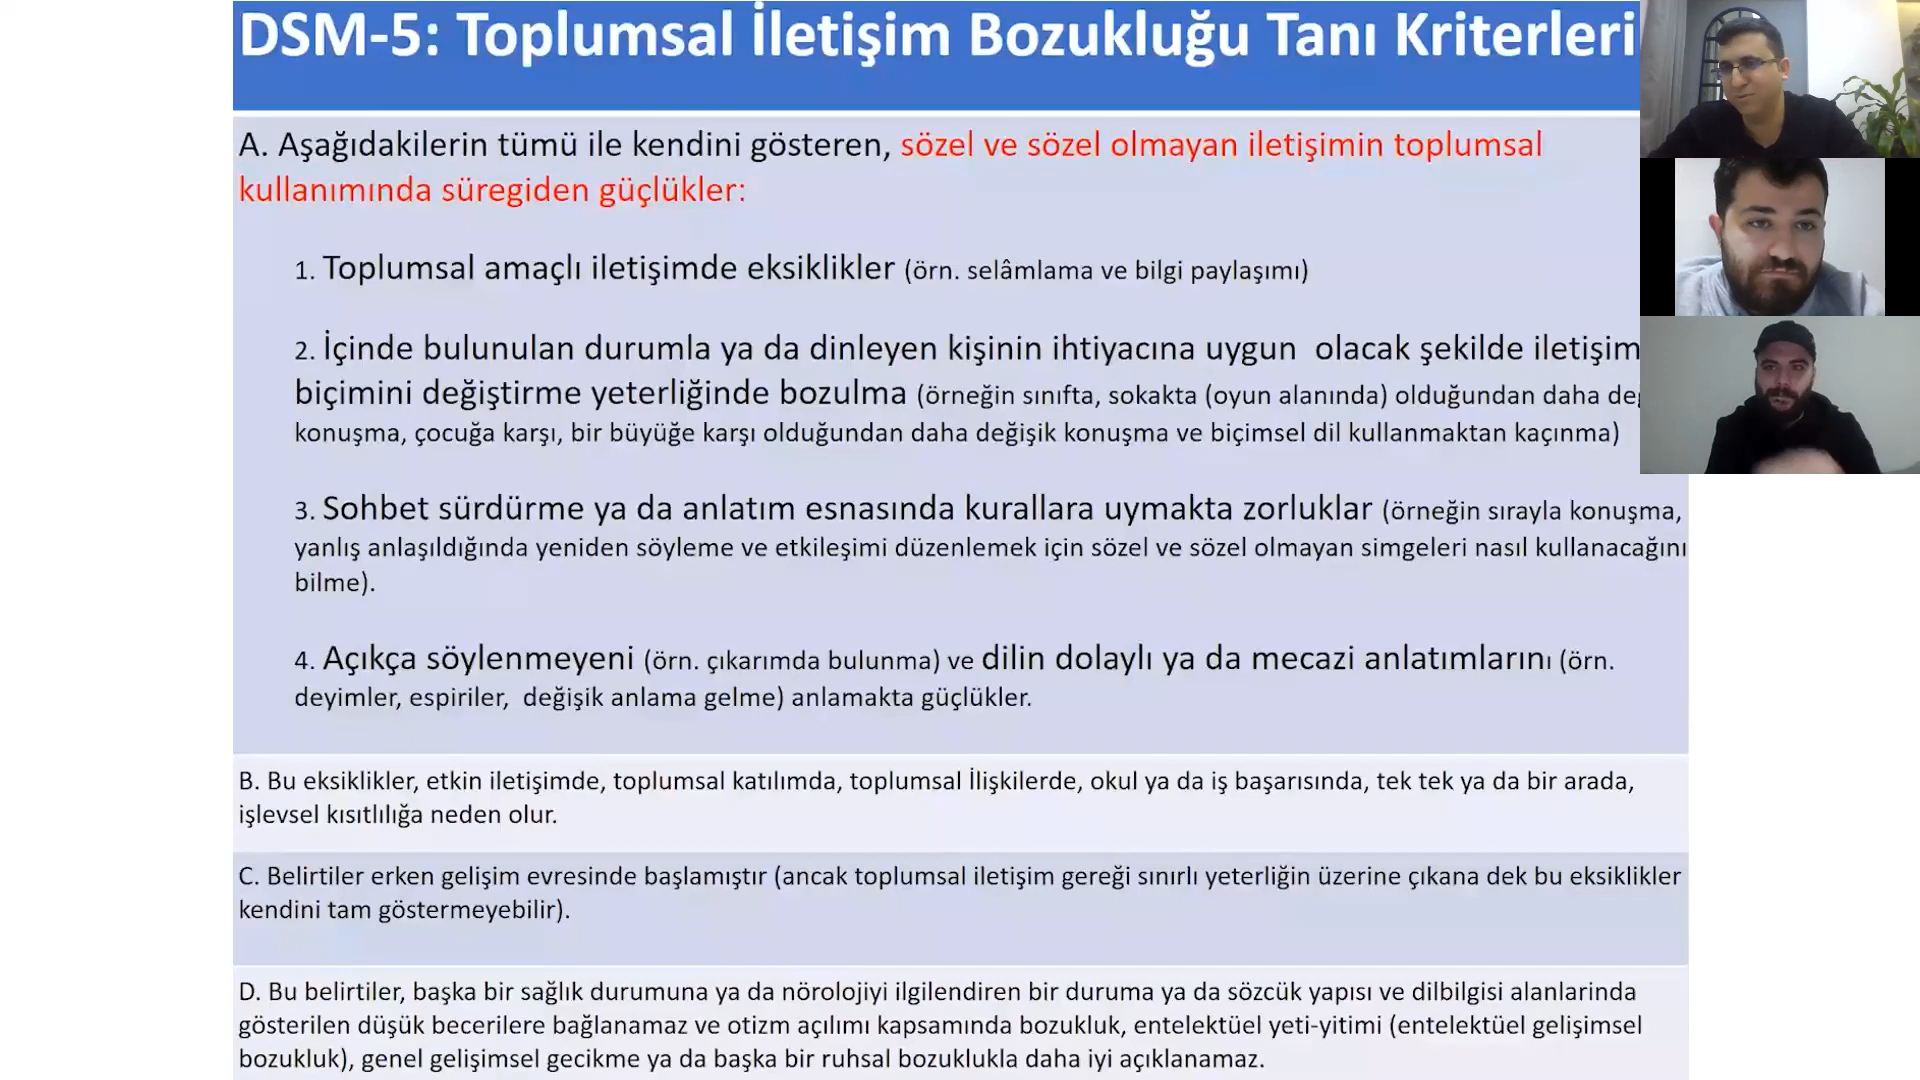 DSM-5: Toplumsal İletişim Bozukluğu Tanı Kriterleri
A. Aşağıdakilerin tümü ile kendini gösteren, sözel ve sözel olmayan iletişimin toplumsal
kullanımında süregiden güçlükler:
1. Toplumsal amaçlı iletişimde eksiklikler (örn. selâmlama ve bilgi paylaşımı)
2. İçinde bulunulan durumla ya da dinleyen kişinin ihtiyacına uygun olacak şekilde iletişim
biçimini değiştirme yeterliğinde bozulma (örneğin sınıfta, sokakta (oyun alanında) olduğundan daha
konuşma, çocuğa karşı, bir büyüğe karşı olduğundan daha değişik konuşma ve biçimsel dil kullanmaktan kaçınma)
3. Sohbet sürdürme ya da anlatım esnasında kurallara uymakta zorluklar (örneğin sırayla konuşma,
yanlış anlaşıldığında yeniden söyleme ve etkileşimi düzenlemek için sözel ve sözel olmayan simgeleri nasıl kullanacağını
bilme).
4. Açıkça söylenmeyeni (örn. çıkarımda bulunma) ve dilin dolaylı ya da mecazi anlatımlarını (örn.
deyimler, espiriler, değişik anlama gelme) anlamakta güçlükler.
B. Bu eksiklikler, etkin iletişimde, toplumsal katılımda, toplumsal İlişkilerde, okul ya da iş başarısında, tek tek ya da bir arada,
işlevsel kısıtlılığa neden olur.
C. Belirtiler erken gelişim evresinde başlamıştır (ancak toplumsal iletişim gereği sınırlı yeterliğin üzerine çıkana dek bu eksiklikler
kendini tam göstermeyebilir).
D. Bu belirtiler, başka bir sağlık durumuna ya da nörolojiyi ilgilendiren bir duruma ya da sözcük yapısı ve dilbilgisi alanlarinda
gösterilen düşük becerilere bağlanamaz ve otizm açılımı kapsamında bozukluk, entelektüel yeti-yitimi (entelektüel gelişimsel
bozukluk), genel gelişimsel gecikme ya da başka bir ruhsal bozuklukla daha iyi açıklanamaz.